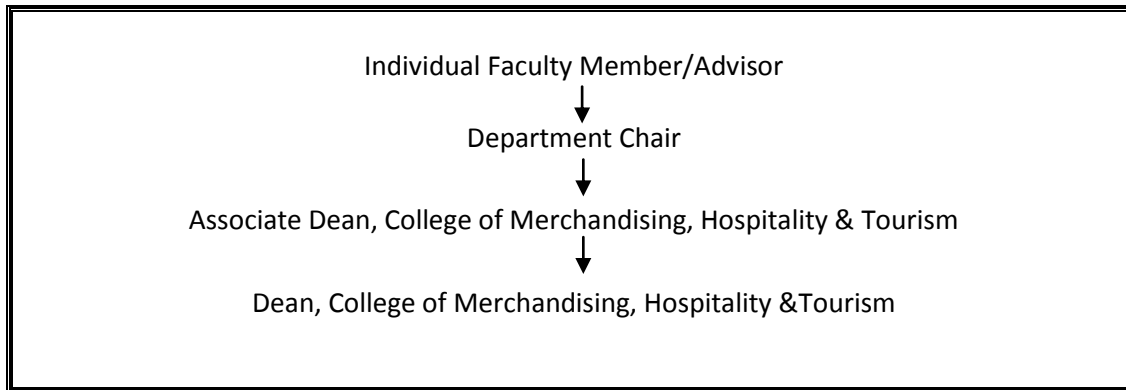 Individual Faculty Member/Advisor
Department Chair
Associate Dean, College of Merchandising, Hospitality & Tourism
Dean, College of Merchandising, Hospitality &Tourism